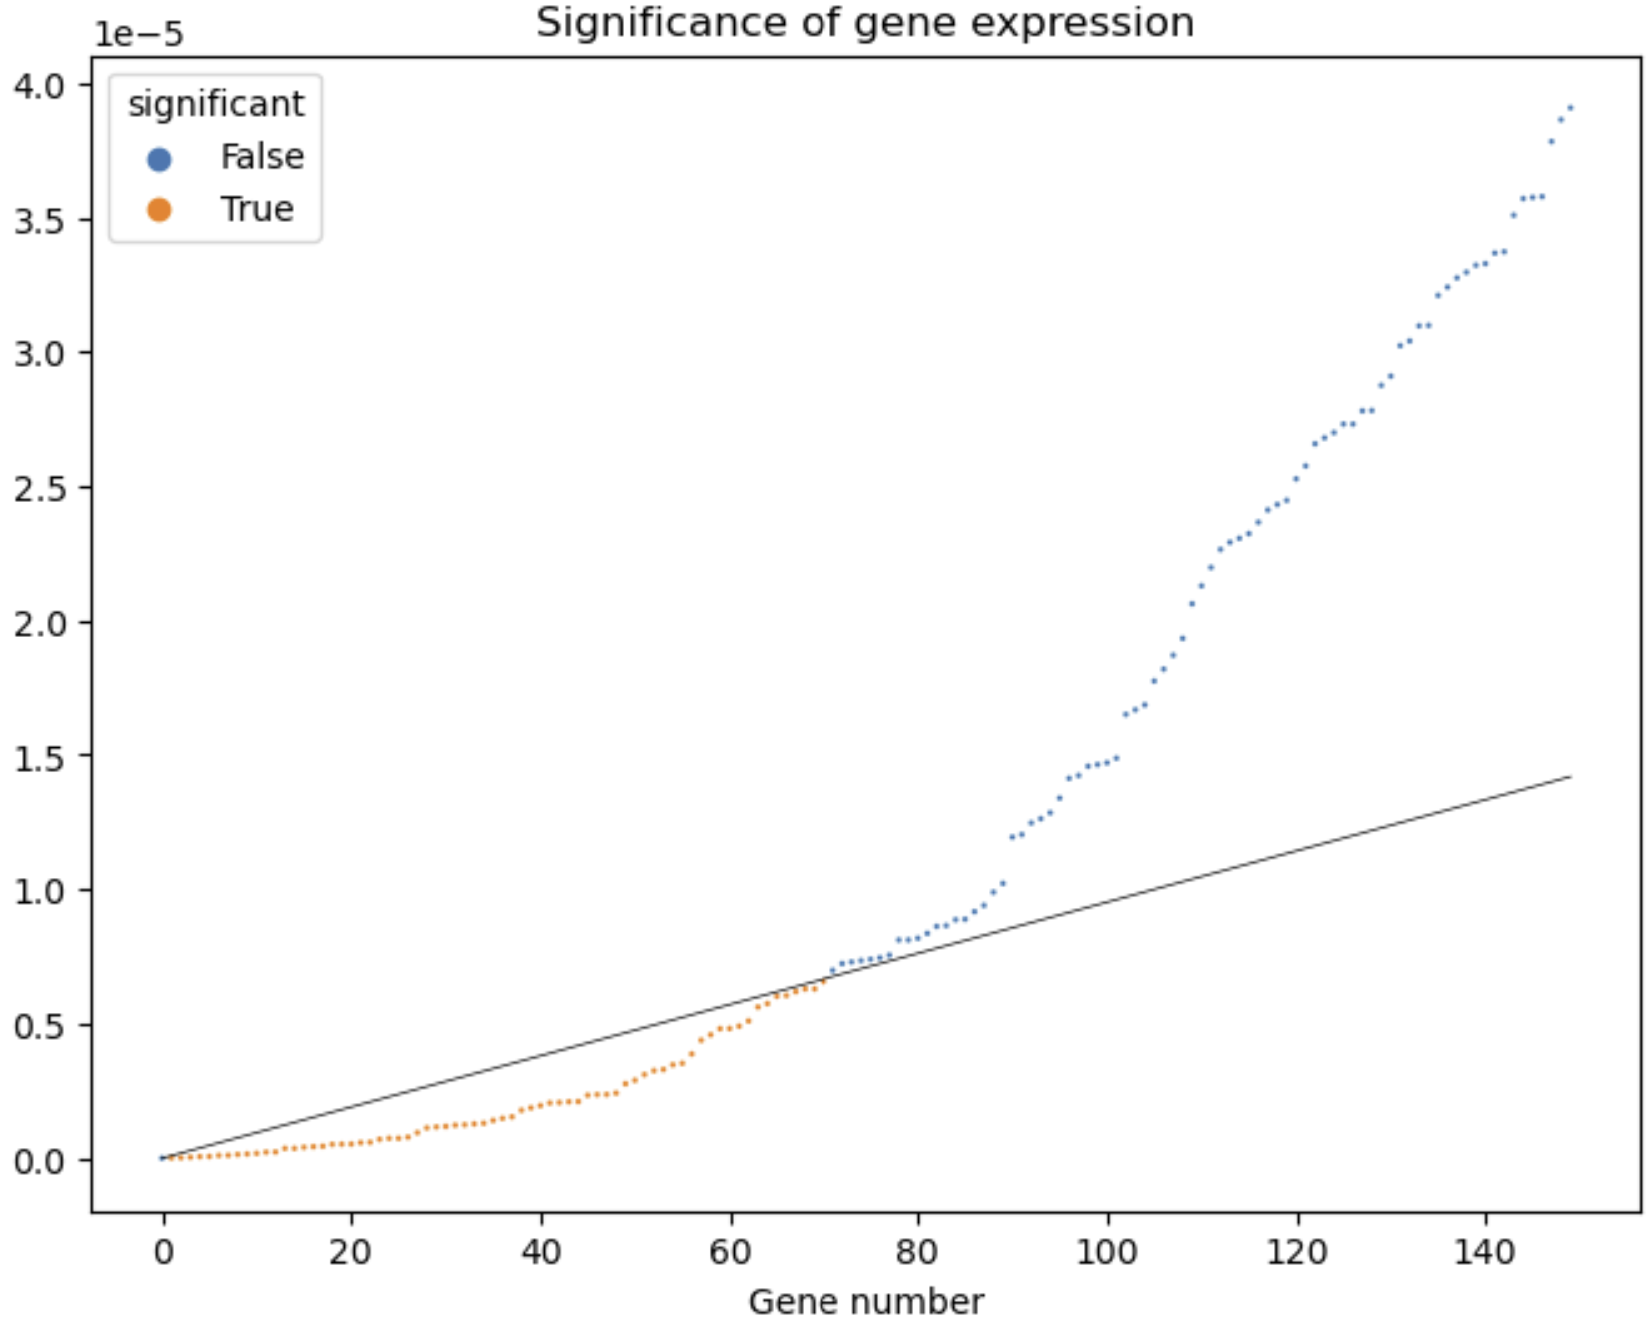 Significance of gene expression
1e−5
4.0
3.5
3.0
2.5
2.0
1.5
1.0
0.5
0.0
significant
False
True
0 20 40 60 80 100 120 140
Gene number